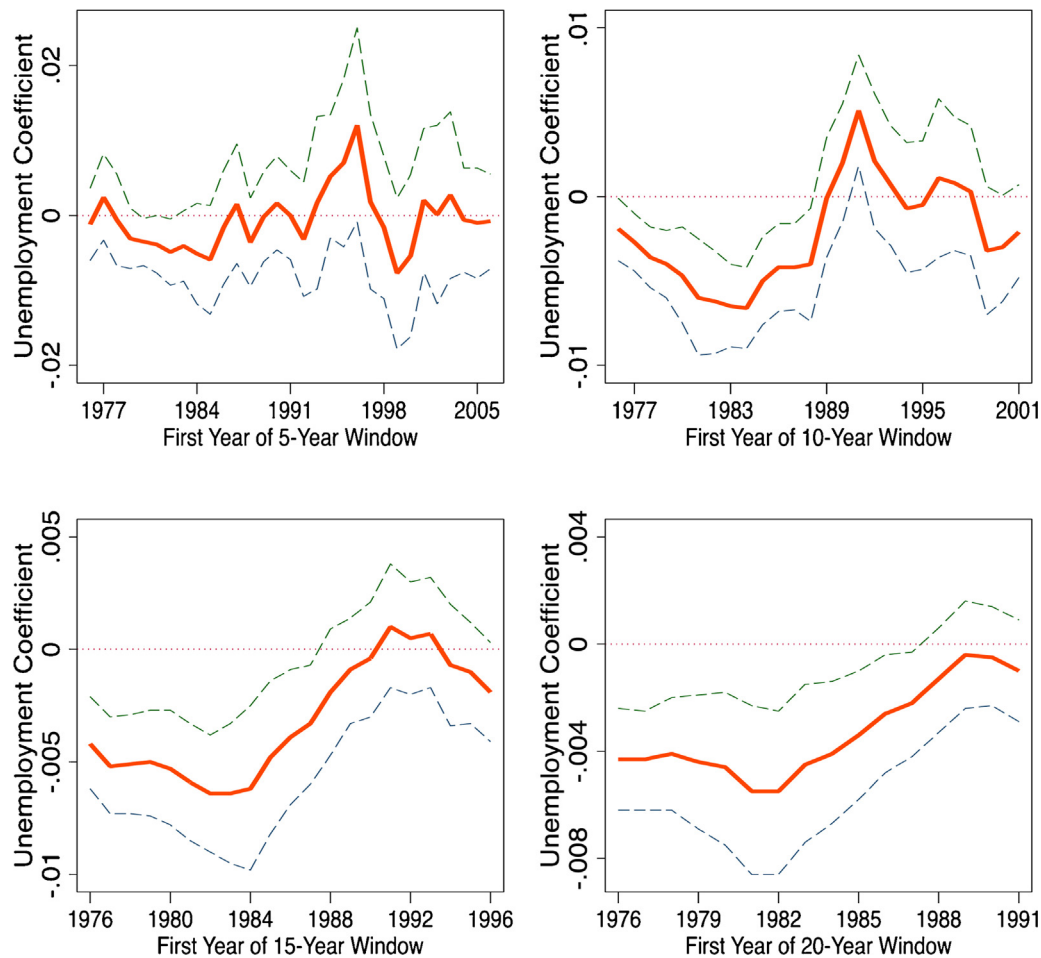 Unemployment Coefficient
.02
0
-.02
1977 1984 1991 1998 2005
First Year of 5-Year Window
Unemployment Coefficient
.01
0
-.01
1977 1983 1989 1995 2001
First Year of 10-Year Window
Unemployment Coefficient
.005
0
-.005
-.01
1976 1980 1984 1988 1992 1996
First Year of 15-Year Window
Unemployment Coefficient
.004
0
-.004
-.008
1976 1979 1982 1985 1988 1991
First Year of 20-Year Window